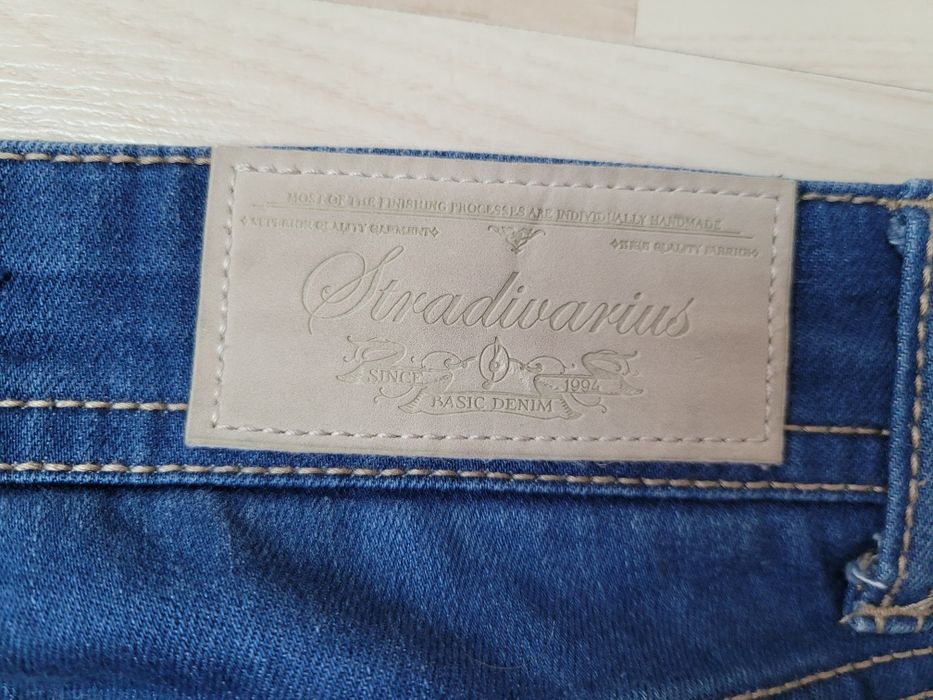 MOST OF THE FINISHING PROCESSES ARE INDIVIDUALLY HANDMADE
SUPERIOR QUALITY GARMENT
HIGH QUALITY FABRICS
Stradivarius
SINCE 1994
BASIC DENIM